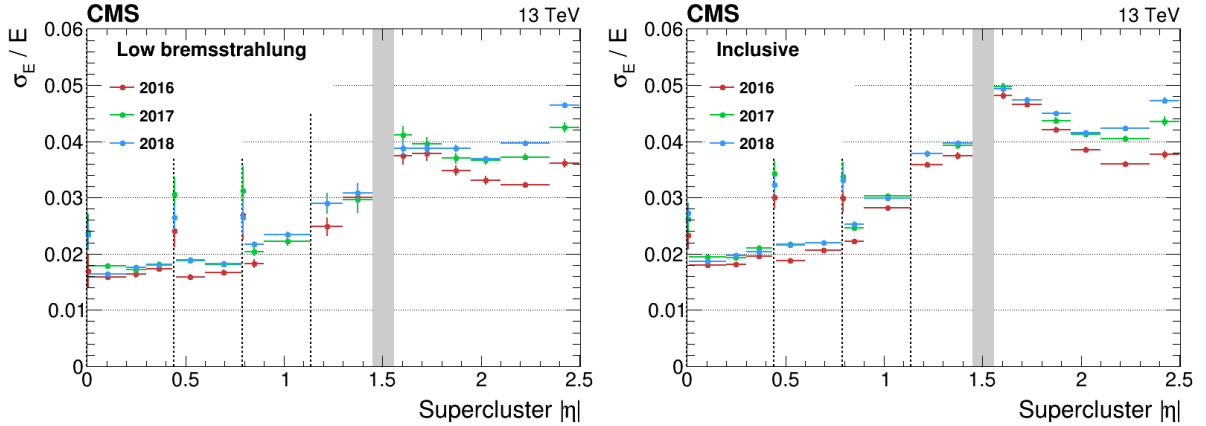 CMS 13 TeV
Low bremsstrahlung
2016
2017
2018
σ_E / E
0.06
0.05
0.04
0.03
0.02
0.01
0
0 0.5 1 1.5 2 2.5
Supercluster |η|
CMS 13 TeV
Inclusive
2016
2017
2018
σ_E / E
0.06
0.05
0.04
0.03
0.02
0.01
0
0 0.5 1 1.5 2 2.5
Supercluster |η|